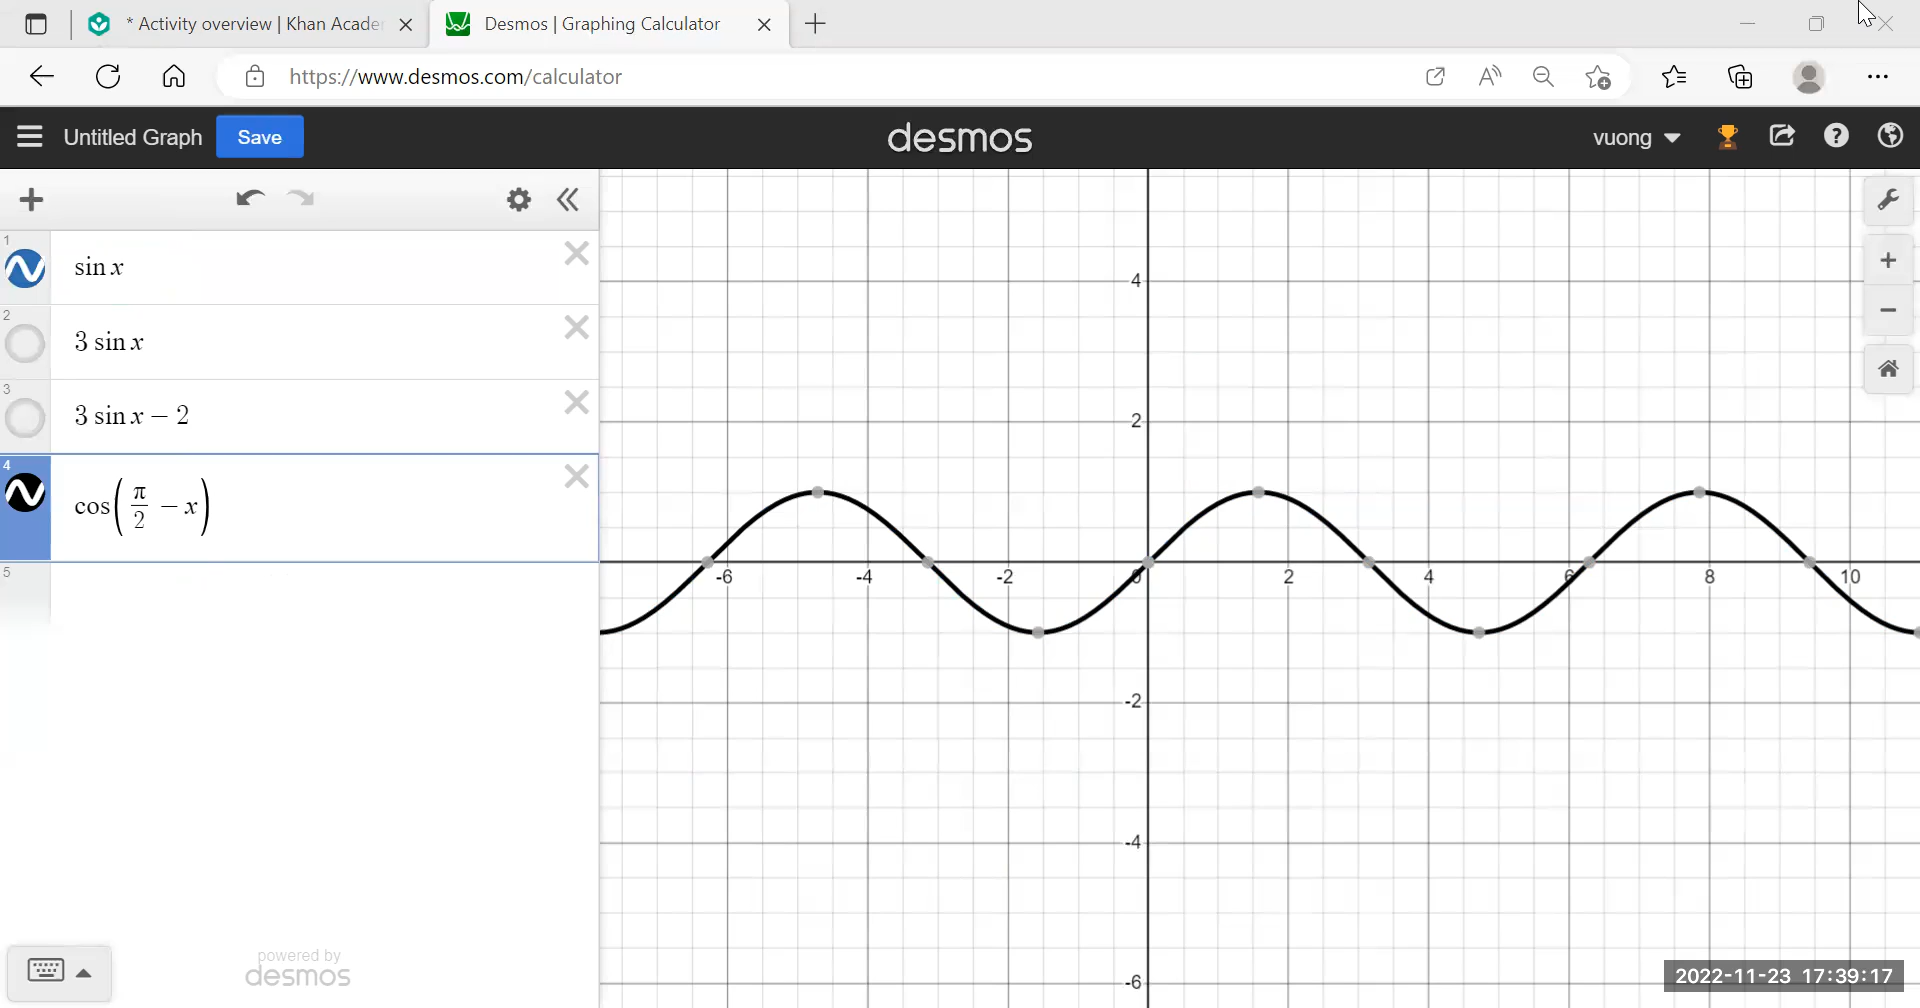 * Activity overview | Khan Acade
Desmos | Graphing Calculator
https://www.desmos.com/calculator
Untitled Graph
Save
desmos
vuong
1
sin x
2
3 sin x
3
3 sin x − 2
4
cos(π/2 − x)
5
powered by
desmos
4
2
-6
-4
-2
0
2
4
6
8
10
-2
-4
-6
2022-11-23 17:39:17